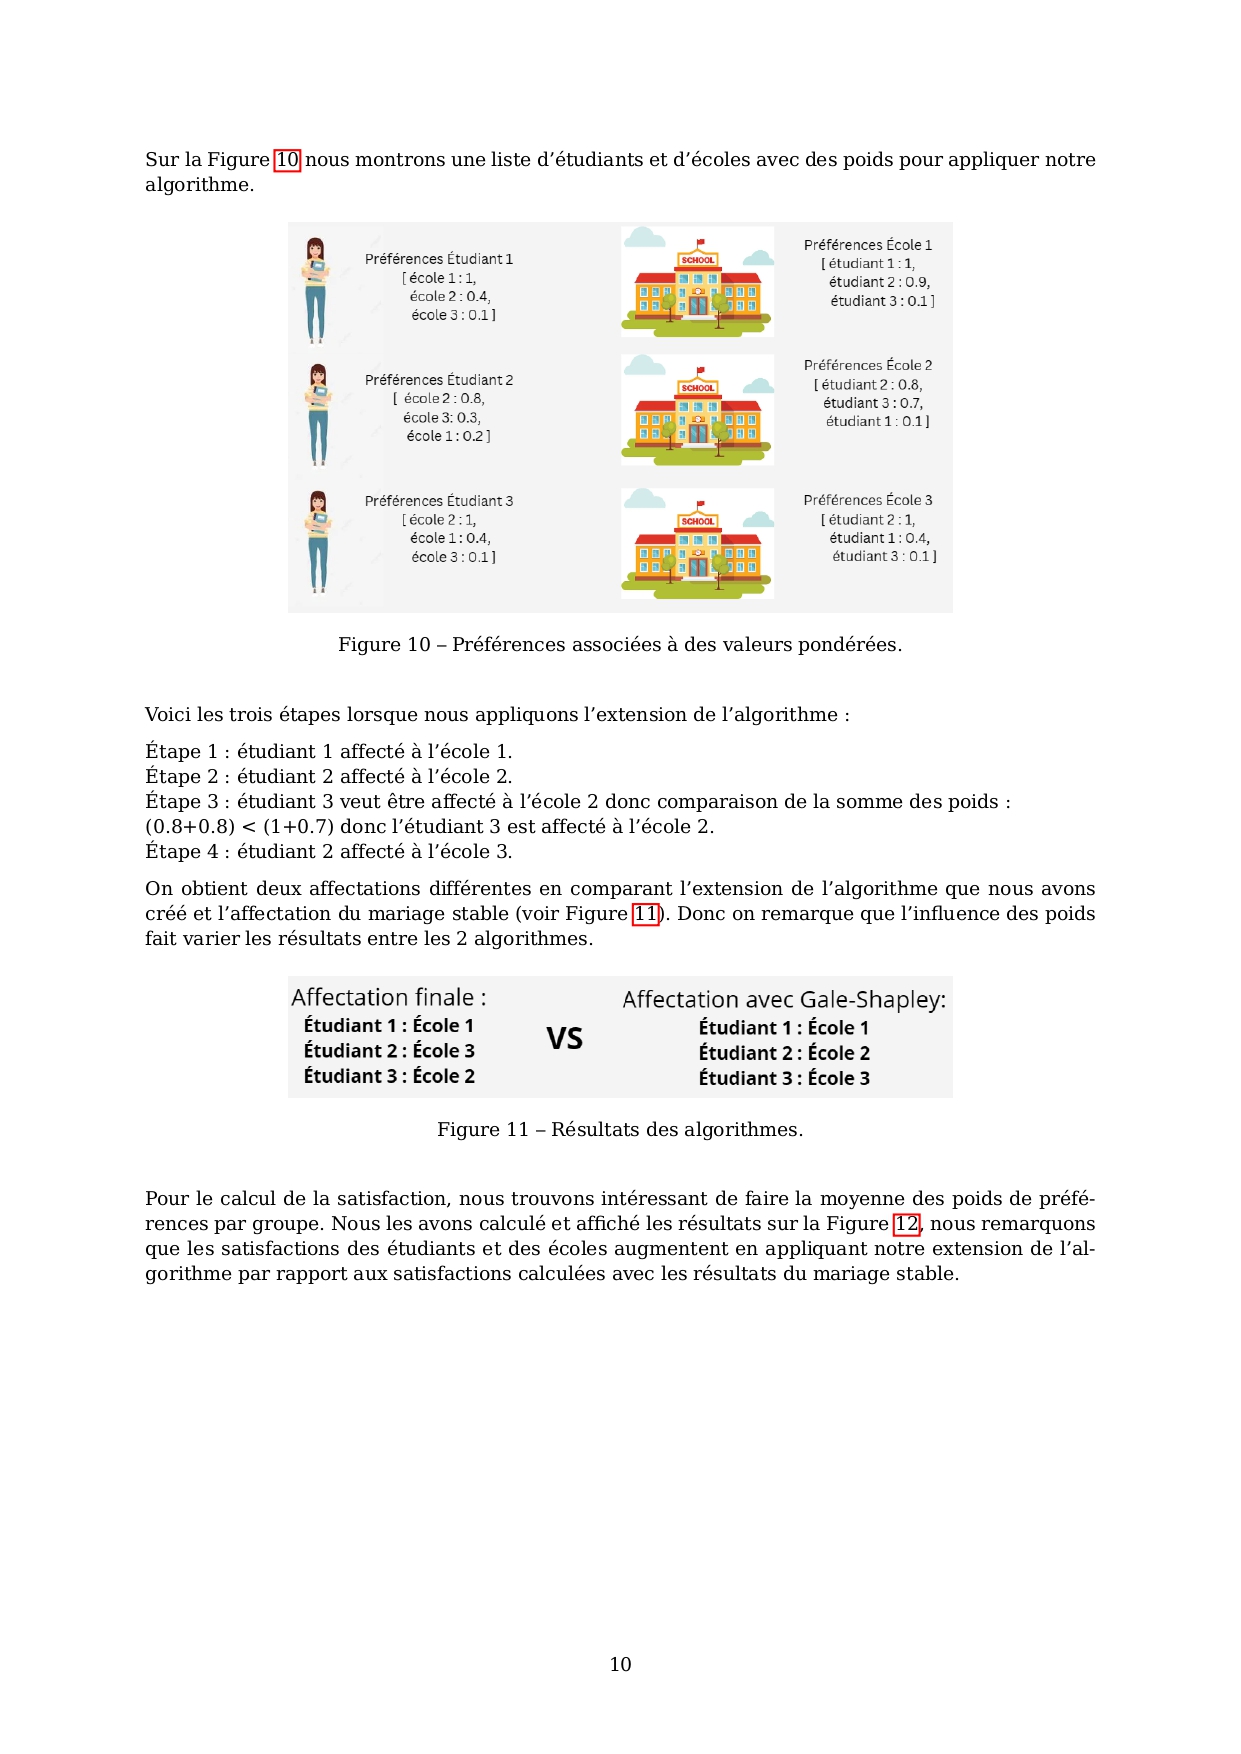 Sur la Figure 10 nous montrons une liste d’étudiants et d’écoles avec des poids pour appliquer notre
algorithme.
Préférences Étudiant 1
[ école 1 : 1,
école 2 : 0.4,
école 3 : 0.1 ]
SCHOOL
Préférences École 1
[ étudiant 1 : 1,
étudiant 2 : 0.9,
étudiant 3 : 0.1 ]
Préférences Étudiant 2
[ école 2 : 0.8,
école 3: 0.3,
école 1 : 0.2 ]
SCHOOL
Préférences École 2
[ étudiant 2 : 0.8,
étudiant 3 : 0.7,
étudiant 1 : 0.1 ]
Préférences Étudiant 3
[ école 2 : 1,
école 1 : 0.4,
école 3 : 0.1 ]
SCHOOL
Préférences École 3
[ étudiant 2 : 1,
étudiant 1 : 0.4,
étudiant 3 : 0.1 ]
Figure 10 – Préférences associées à des valeurs pondérées.
Voici les trois étapes lorsque nous appliquons l’extension de l’algorithme :
Étape 1 : étudiant 1 affecté à l’école 1.
Étape 2 : étudiant 2 affecté à l’école 2.
Étape 3 : étudiant 3 veut être affecté à l’école 2 donc comparaison de la somme des poids :
(0.8+0.8) < (1+0.7) donc l’étudiant 3 est affecté à l’école 2.
Étape 4 : étudiant 2 affecté à l’école 3.
On obtient deux affectations différentes en comparant l’extension de l’algorithme que nous avons
créé et l’affectation du mariage stable (voir Figure 11). Donc on remarque que l’influence des poids
fait varier les résultats entre les 2 algorithmes.
Affectation finale :
Étudiant 1 : École 1
Étudiant 2 : École 3
Étudiant 3 : École 2
VS
Affectation avec Gale-Shapley:
Étudiant 1 : École 1
Étudiant 2 : École 2
Étudiant 3 : École 3
Figure 11 – Résultats des algorithmes.
Pour le calcul de la satisfaction, nous trouvons intéressant de faire la moyenne des poids de préfé-
rences par groupe. Nous les avons calculé et affiché les résultats sur la Figure 12, nous remarquons
que les satisfactions des étudiants et des écoles augmentent en appliquant notre extension de l’al-
gorithme par rapport aux satisfactions calculées avec les résultats du mariage stable.
10